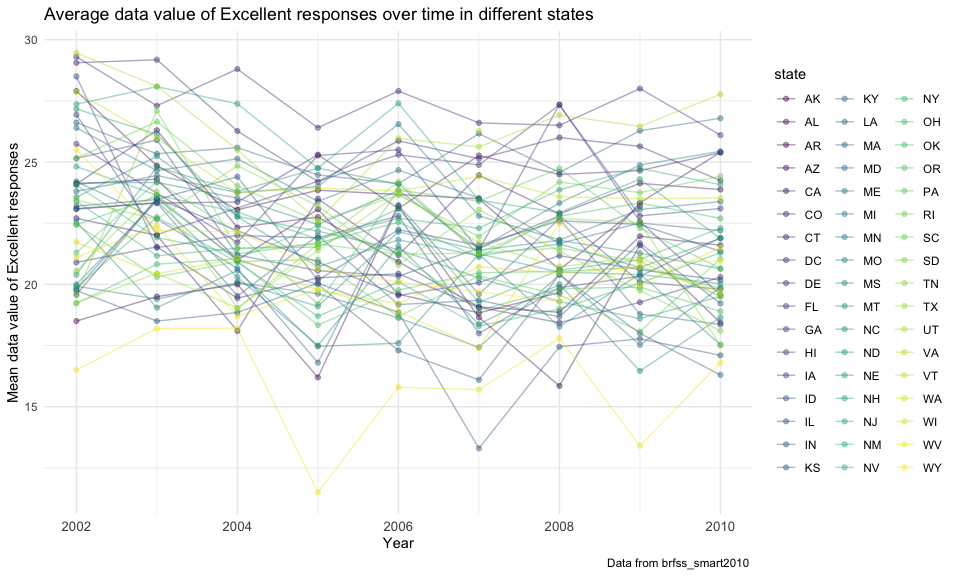 Average data value of Excellent responses over time in different states
Mean data value of Excellent responses
30
25
20
15
2002
2004
2006
2008
2010
Year
state
AK
AL
AR
AZ
CA
CO
CT
DC
DE
FL
GA
HI
IA
ID
IL
IN
KS
KY
LA
MA
MD
ME
MI
MN
MO
MS
MT
NC
ND
NE
NH
NJ
NM
NV
NY
OH
OK
OR
PA
RI
SC
SD
TN
TX
UT
VA
VT
WA
WI
WV
WY
Data from brfss_smart2010